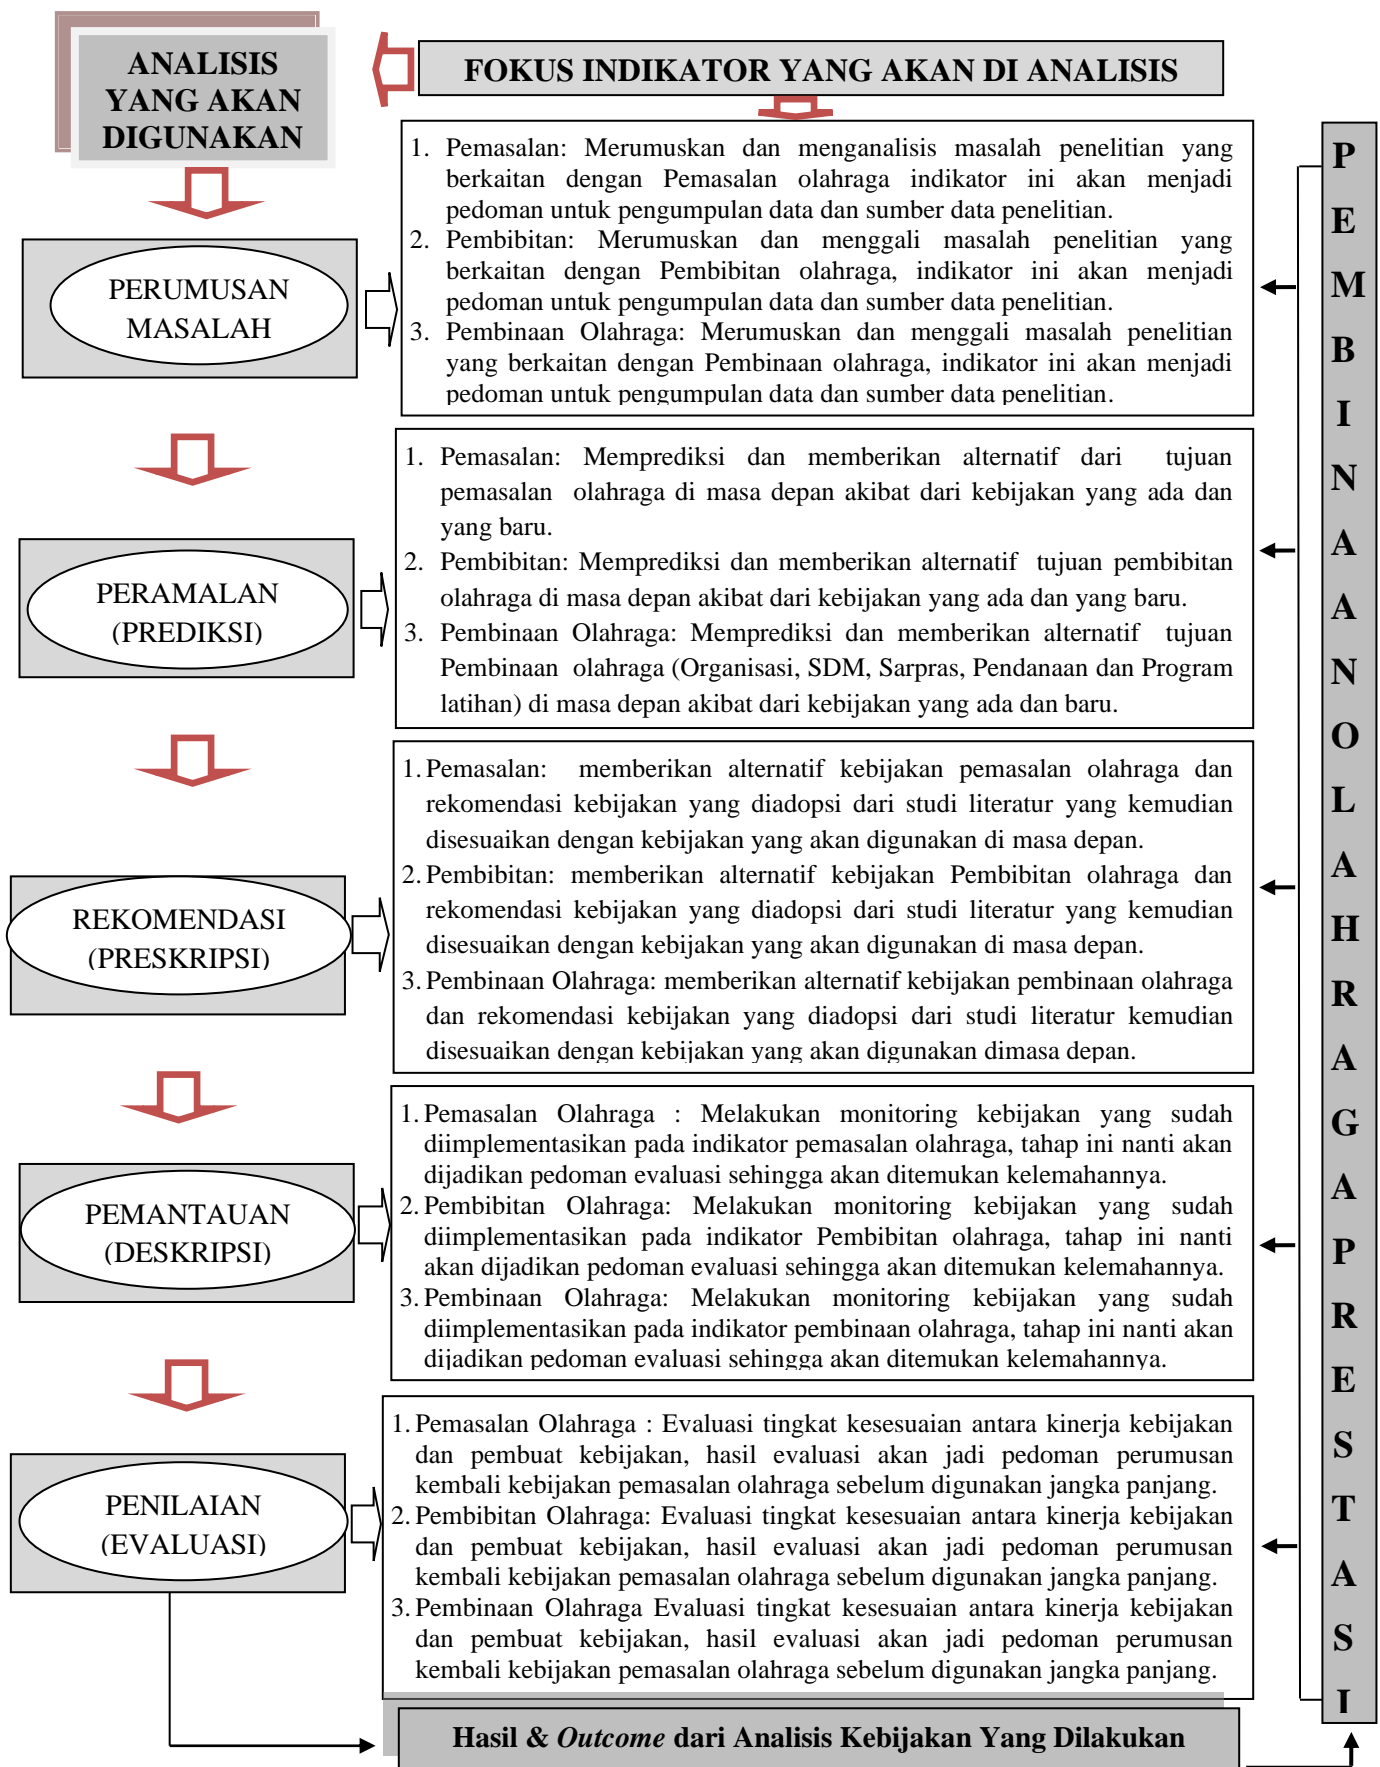 ANALISIS
YANG AKAN
DIGUNAKAN
FOKUS INDIKATOR YANG AKAN DI ANALISIS
PERUMUSAN
MASALAH
1. Pemasalan: Merumuskan dan menganalisis masalah penelitian yang
berkaitan dengan Pemasalan olahraga indikator ini akan menjadi
pedoman untuk pengumpulan data dan sumber data penelitian.
2. Pembibitan: Merumuskan dan menggali masalah penelitian yang
berkaitan dengan Pembibitan olahraga, indikator ini akan menjadi
pedoman untuk pengumpulan data dan sumber data penelitian.
3. Pembinaan Olahraga: Merumuskan dan menggali masalah penelitian
yang berkaitan dengan Pembinaan olahraga, indikator ini akan menjadi
pedoman untuk pengumpulan data dan sumber data penelitian.
PERAMALAN
(PREDIKSI)
1. Pemasalan: Memprediksi dan memberikan alternatif dari tujuan
pemasalan olahraga di masa depan akibat dari kebijakan yang ada dan
yang baru.
2. Pembibitan: Memprediksi dan memberikan alternatif tujuan pembibitan
olahraga di masa depan akibat dari kebijakan yang ada dan yang baru.
3. Pembinaan Olahraga: Memprediksi dan memberikan alternatif tujuan
Pembinaan olahraga (Organisasi, SDM, Sarpras, Pendanaan dan Program
latihan) di masa depan akibat dari kebijakan yang ada dan baru.
REKOMENDASI
(PRESKRIPSI)
1. Pemasalan: memberikan alternatif kebijakan pemasalan olahraga dan
rekomendasi kebijakan yang diadopsi dari studi literatur yang kemudian
disesuaikan dengan kebijakan yang akan digunakan di masa depan.
2. Pembibitan: memberikan alternatif kebijakan Pembibitan olahraga dan
rekomendasi kebijakan yang diadopsi dari studi literatur yang kemudian
disesuaikan dengan kebijakan yang akan digunakan di masa depan.
3. Pembinaan Olahraga: memberikan alternatif kebijakan pembinaan olahraga
dan rekomendasi kebijakan yang diadopsi dari studi literatur kemudian
disesuaikan dengan kebijakan yang akan digunakan dimasa depan.
PEMANTAUAN
(DESKRIPSI)
1. Pemasalan Olahraga : Melakukan monitoring kebijakan yang sudah
diimplementasikan pada indikator pemasalan olahraga, tahap ini nanti akan
dijadikan pedoman evaluasi sehingga akan ditemukan kelemahannya.
2. Pembibitan Olahraga: Melakukan monitoring kebijakan yang sudah
diimplementasikan pada indikator Pembibitan olahraga, tahap ini nanti
akan dijadikan pedoman evaluasi sehingga akan ditemukan kelemahannya.
3. Pembinaan Olahraga: Melakukan monitoring kebijakan yang sudah
diimplementasikan pada indikator pembinaan olahraga, tahap ini nanti akan
dijadikan pedoman evaluasi sehingga akan ditemukan kelemahannya.
PENILAIAN
(EVALUASI)
1. Pemasalan Olahraga : Evaluasi tingkat kesesuaian antara kinerja kebijakan
dan pembuat kebijakan, hasil evaluasi akan jadi pedoman perumusan
kembali kebijakan pemasalan olahraga sebelum digunakan jangka panjang.
2. Pembibitan Olahraga: Evaluasi tingkat kesesuaian antara kinerja kebijakan
dan pembuat kebijakan, hasil evaluasi akan jadi pedoman perumusan
kembali kebijakan pemasalan olahraga sebelum digunakan jangka panjang.
3. Pembinaan Olahraga Evaluasi tingkat kesesuaian antara kinerja kebijakan
dan pembuat kebijakan, hasil evaluasi akan jadi pedoman perumusan
kembali kebijakan pemasalan olahraga sebelum digunakan jangka panjang.
Hasil & Outcome dari Analisis Kebijakan Yang Dilakukan
P
E
M
B
I
N
A
A
N
O
L
A
H
R
A
G
A
P
R
E
S
T
A
S
I